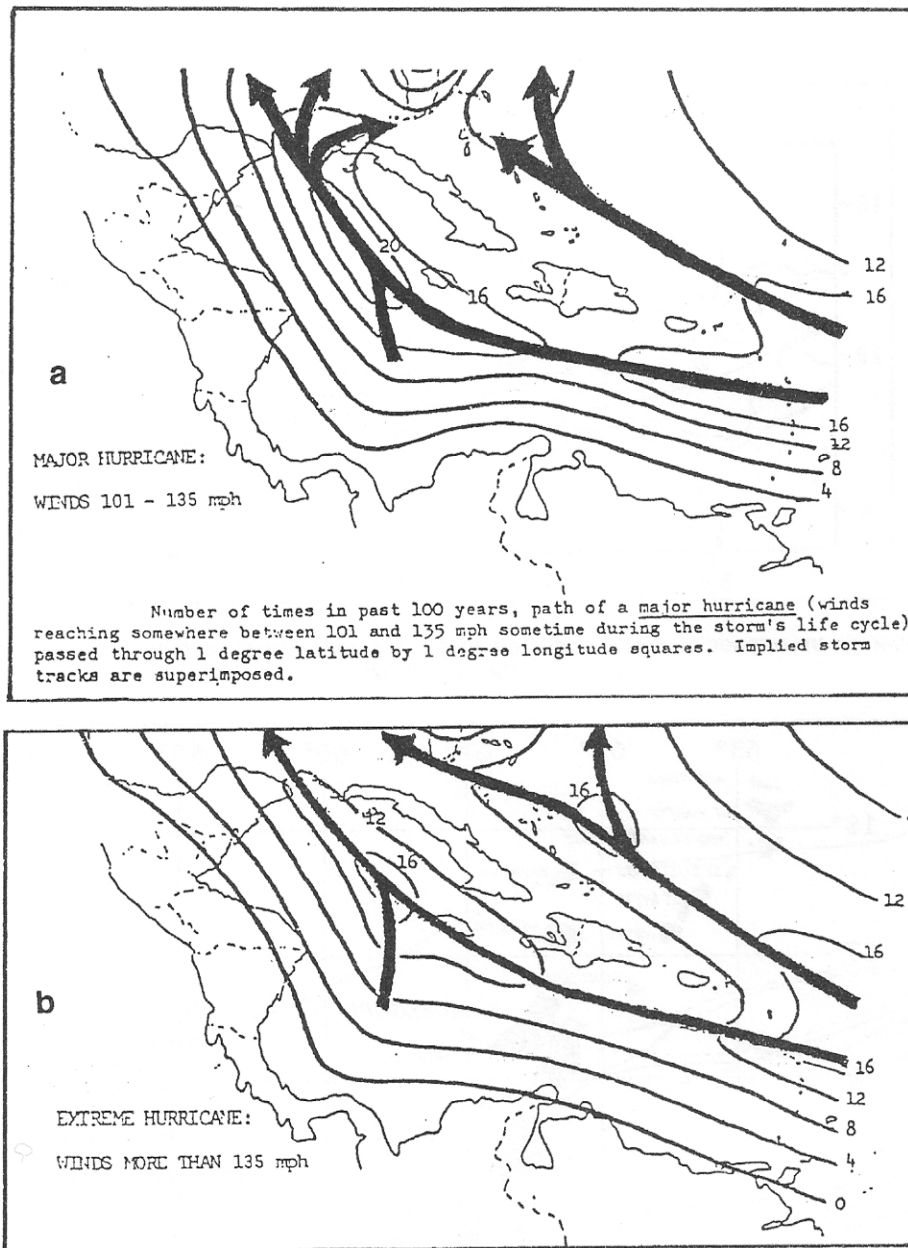 20
16
12
16
16
12
8
4
a
MAJOR HURRICANE:
WINDS 101 - 135 mph
Number of times in past 100 years, path of a major hurricane (winds
reaching somewhere between 101 and 135 mph sometime during the storm's life cycle)
passed through 1 degree latitude by 1 degree longitude squares. Implied storm
tracks are superimposed.
16
12
16
12
16
16
12
8
4
0
b
EXTREME HURRICANE:
WINDS MORE THAN 135 mph